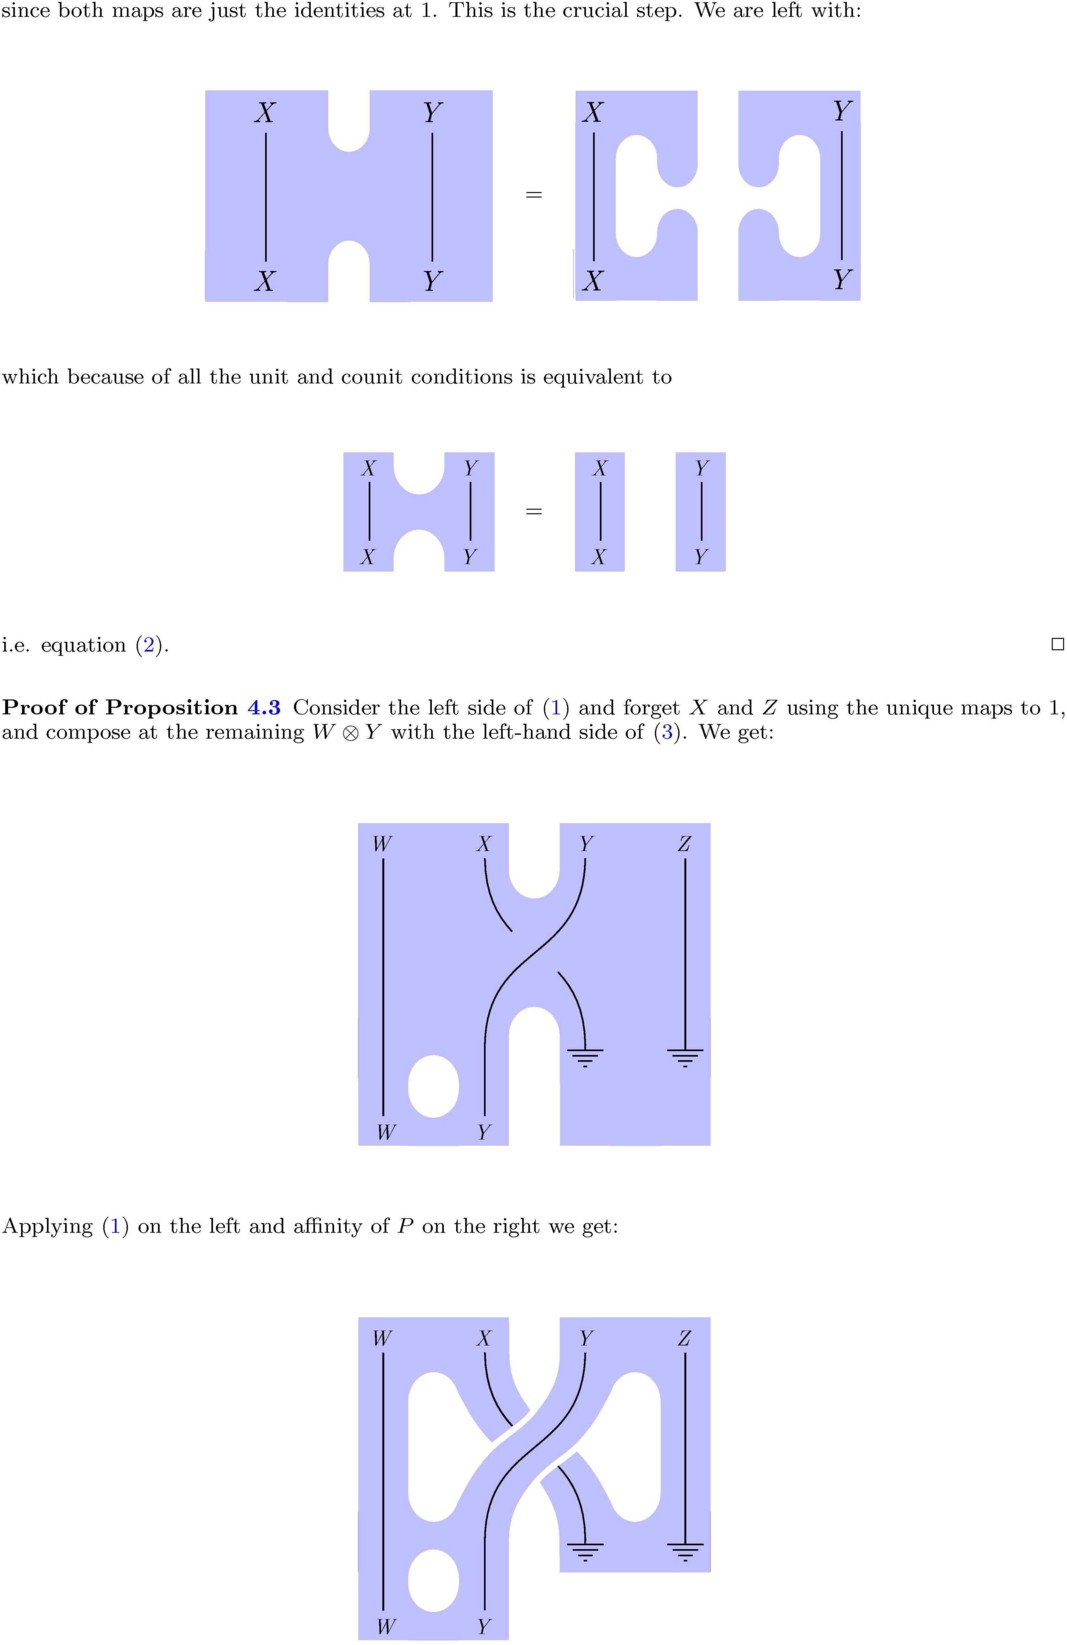 since both maps are just the identities at 1. This is the crucial step. We are left with:
X Y X Y
=
X Y X Y
which because of all the unit and counit conditions is equivalent to
X Y X Y
=
X Y X Y
i.e. equation (2). □
Proof of Proposition 4.3 Consider the left side of (1) and forget X and Z using the unique maps to 1,
and compose at the remaining W ⊗ Y with the left-hand side of (3). We get:
W X Y Z
W Y
Applying (1) on the left and affinity of P on the right we get:
W X Y Z
W Y